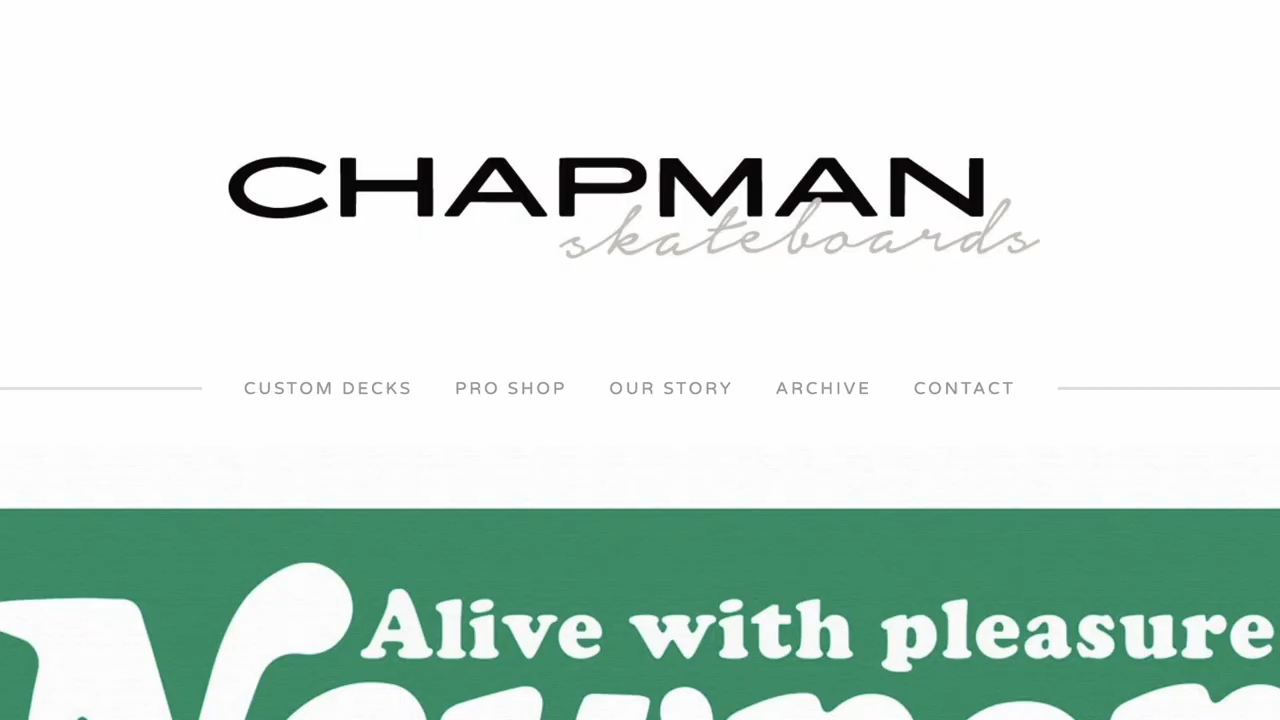 CHAPMAN
skateboards
CUSTOM DECKS PRO SHOP OUR STORY ARCHIVE CONTACT
Alive with pleasure